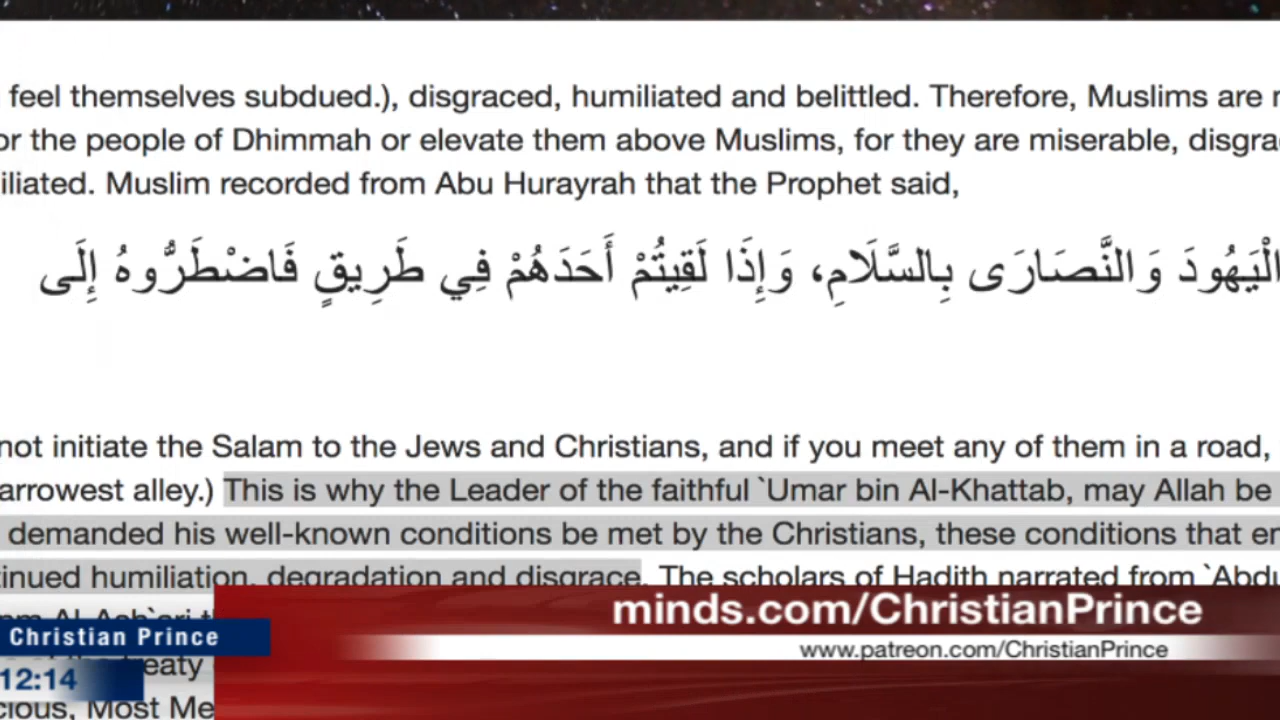 feel themselves subdued.), disgraced, humiliated and belittled. Therefore, Muslims are
or the people of Dhimmah or elevate them above Muslims, for they are miserable, disgra
iliated. Muslim recorded from Abu Hurayrah that the Prophet said,
الْيَهُودَ وَالنَّصَارَى بِالسَّلَامِ، وَإِذَا لَقِيتُمْ أَحَدَهُمْ فِي طَرِيقٍ فَاضْطَرُّوهُ إِلَى
not initiate the Salam to the Jews and Christians, and if you meet any of them in a road,
arrowest alley.) This is why the Leader of the faithful `Umar bin Al-Khattab, may Allah be
demanded his well-known conditions be met by the Christians, these conditions that en
tinued humiliation, degradation and disgrace. The scholars of Hadith narrated from `Abdu
minds.com/ChristianPrince
Christian Prince
www.patreon.com/ChristianPrince
treaty
12:14
cious, Most Me